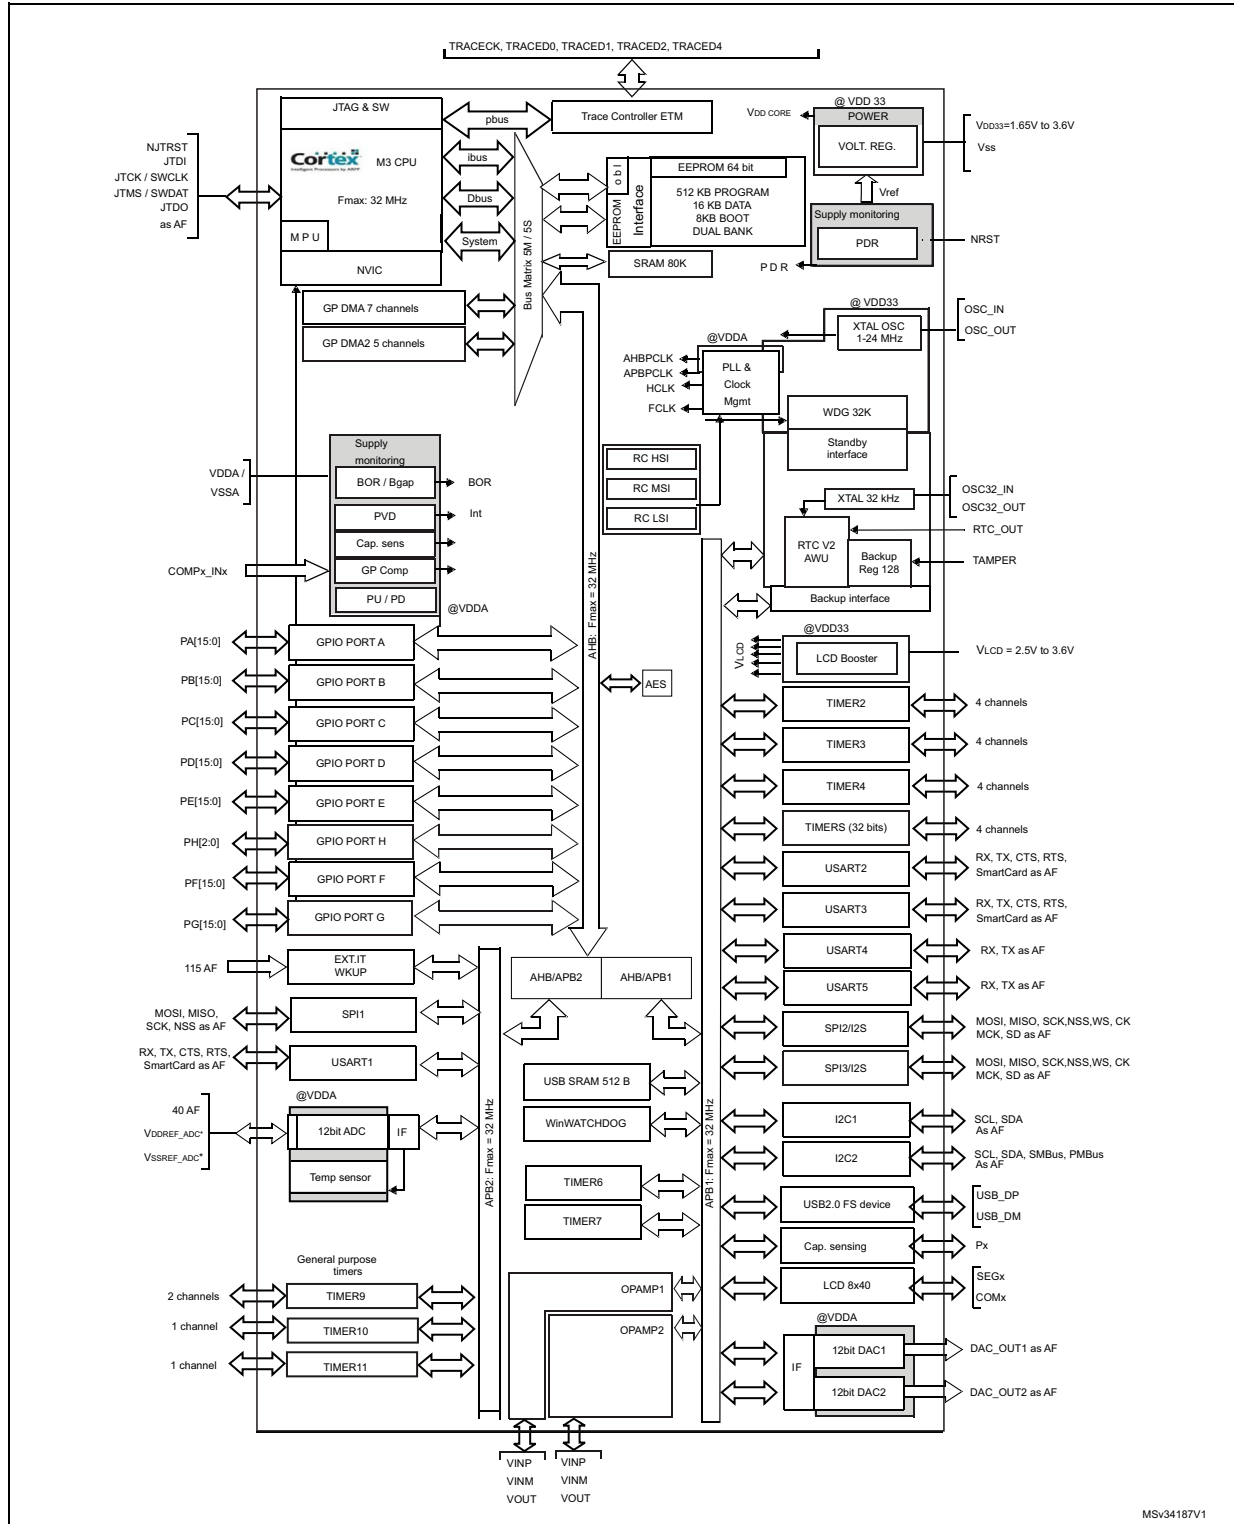 TRACECK, TRACED0, TRACED1, TRACED2, TRACED4
JTAG & SW
pbus
Trace Controller ETM
NJTRST
JTDI
JTCK / SWCLK
JTMS / SWDAT
JTDO
as AF
Cortex
Intelligent Processors by ARM®
M3 CPU
Fmax: 32 MHz
MPU
NVIC
ibus
Dbus
System
Bus Matrix 5M / 5S
EEPROM
Interface
obl
EEPROM 64 bit
512 KB PROGRAM
16 KB DATA
8KB BOOT
DUAL BANK
SRAM 80K
VDD CORE
@ VDD 33
POWER
VOLT. REG.
VDD33=1.65V to 3.6V
Vss
Vref
Supply monitoring
PDR
NRST
PDR
GP DMA 7 channels
GP DMA2 5 channels
@ VDD33
XTAL OSC
1-24 MHz
OSC_IN
OSC_OUT
@VDDA
PLL &
Clock
Mgmt
AHBPCLK
APBPCLK
HCLK
FCLK
WDG 32K
Standby
interface
RC HSI
RC MSI
RC LSI
XTAL 32 kHz
OSC32_IN
OSC32_OUT
RTC V2
AWU
RTC_OUT
Backup
Reg 128
TAMPER
Backup interface
Supply
monitoring
VDDA /
VSSA
BOR / Bgap
BOR
PVD
Int
Cap. sens
GP Comp
COMPx_INx
PU / PD
@VDDA
AHB: Fmax = 32 MHz
AES
PA[15:0]
GPIO PORT A
PB[15:0]
GPIO PORT B
PC[15:0]
GPIO PORT C
PD[15:0]
GPIO PORT D
PE[15:0]
GPIO PORT E
PH[2:0]
GPIO PORT H
PF[15:0]
GPIO PORT F
PG[15:0]
GPIO PORT G
115 AF
EXT.IT
WKUP
MOSI, MISO,
SCK, NSS as AF
SPI1
RX, TX, CTS, RTS,
SmartCard as AF
USART1
@VDDA
40 AF
VDDREF_ADC*
VSSREF_ADC*
12bit ADC
IF
Temp sensor
General purpose
timers
2 channels
TIMER9
1 channel
TIMER10
1 channel
TIMER11
APB2: Fmax = 32 MHz
AHB/APB2
AHB/APB1
USB SRAM 512 B
WinWATCHDOG
TIMER6
TIMER7
OPAMP1
OPAMP2
VINP
VINM
VOUT
VINP
VINM
VOUT
APB1: Fmax = 32 MHz
@VDD33
VLCD
LCD Booster
VLCD = 2.5V to 3.6V
TIMER2
4 channels
TIMER3
4 channels
TIMER4
4 channels
TIMERS (32 bits)
4 channels
USART2
RX, TX, CTS, RTS,
SmartCard as AF
USART3
RX, TX, CTS, RTS,
SmartCard as AF
USART4
RX, TX as AF
USART5
RX, TX as AF
SPI2/I2S
MOSI, MISO, SCK,NSS,WS, CK
MCK, SD as AF
SPI3/I2S
MOSI, MISO, SCK,NSS,WS, CK
MCK, SD as AF
I2C1
SCL, SDA
As AF
I2C2
SCL, SDA, SMBus, PMBus
As AF
USB2.0 FS device
USB_DP
USB_DM
Cap. sensing
Px
LCD 8x40
SEGx
COMx
@VDDA
IF
12bit DAC1
DAC_OUT1 as AF
12bit DAC2
DAC_OUT2 as AF
MSv34187V1